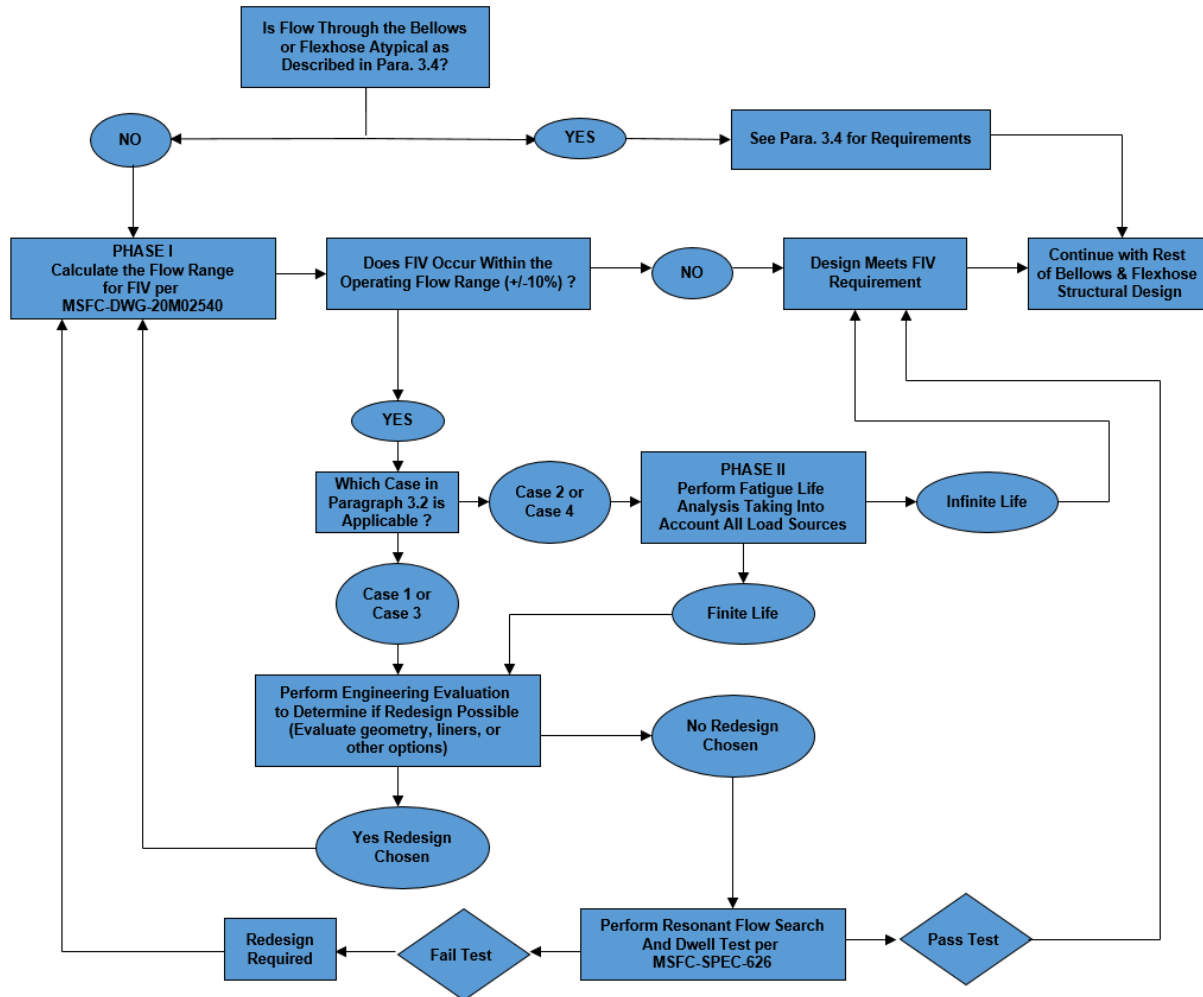 Is Flow Through the Bellows
or Flexhose Atypical as
Described in Para. 3.4?
NO
YES
See Para. 3.4 for Requirements
PHASE I
Calculate the Flow Range
for FIV per
MSFC-DWG-20M02540
Does FIV Occur Within the
Operating Flow Range (+/-10%) ?
NO
Design Meets FIV
Requirement
Continue with Rest
of Bellows & Flexhose
Structural Design
YES
Which Case in
Paragraph 3.2 is
Applicable ?
Case 2 or
Case 4
PHASE II
Perform Fatigue Life
Analysis Taking Into
Account All Load Sources
Infinite Life
Case 1 or
Case 3
Finite Life
Perform Engineering Evaluation
to Determine if Redesign Possible
(Evaluate geometry, liners, or
other options)
No Redesign
Chosen
Yes Redesign
Chosen
Redesign
Required
Fail Test
Perform Resonant Flow Search
And Dwell Test per
MSFC-SPEC-626
Pass Test